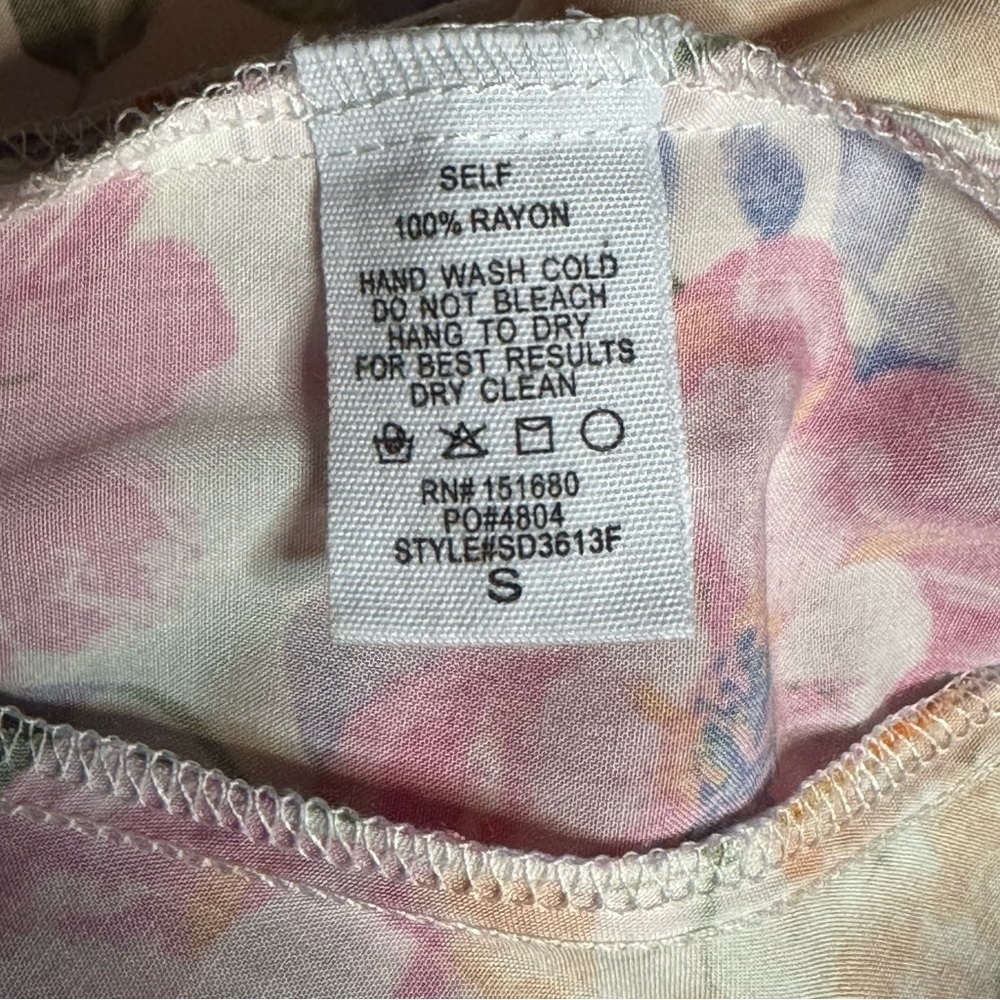 SELF
100% RAYON
HAND WASH COLD
DO NOT BLEACH
HANG TO DRY
FOR BEST RESULTS
DRY CLEAN
RN# 151680
PO#4804
STYLE#SD3613F
S